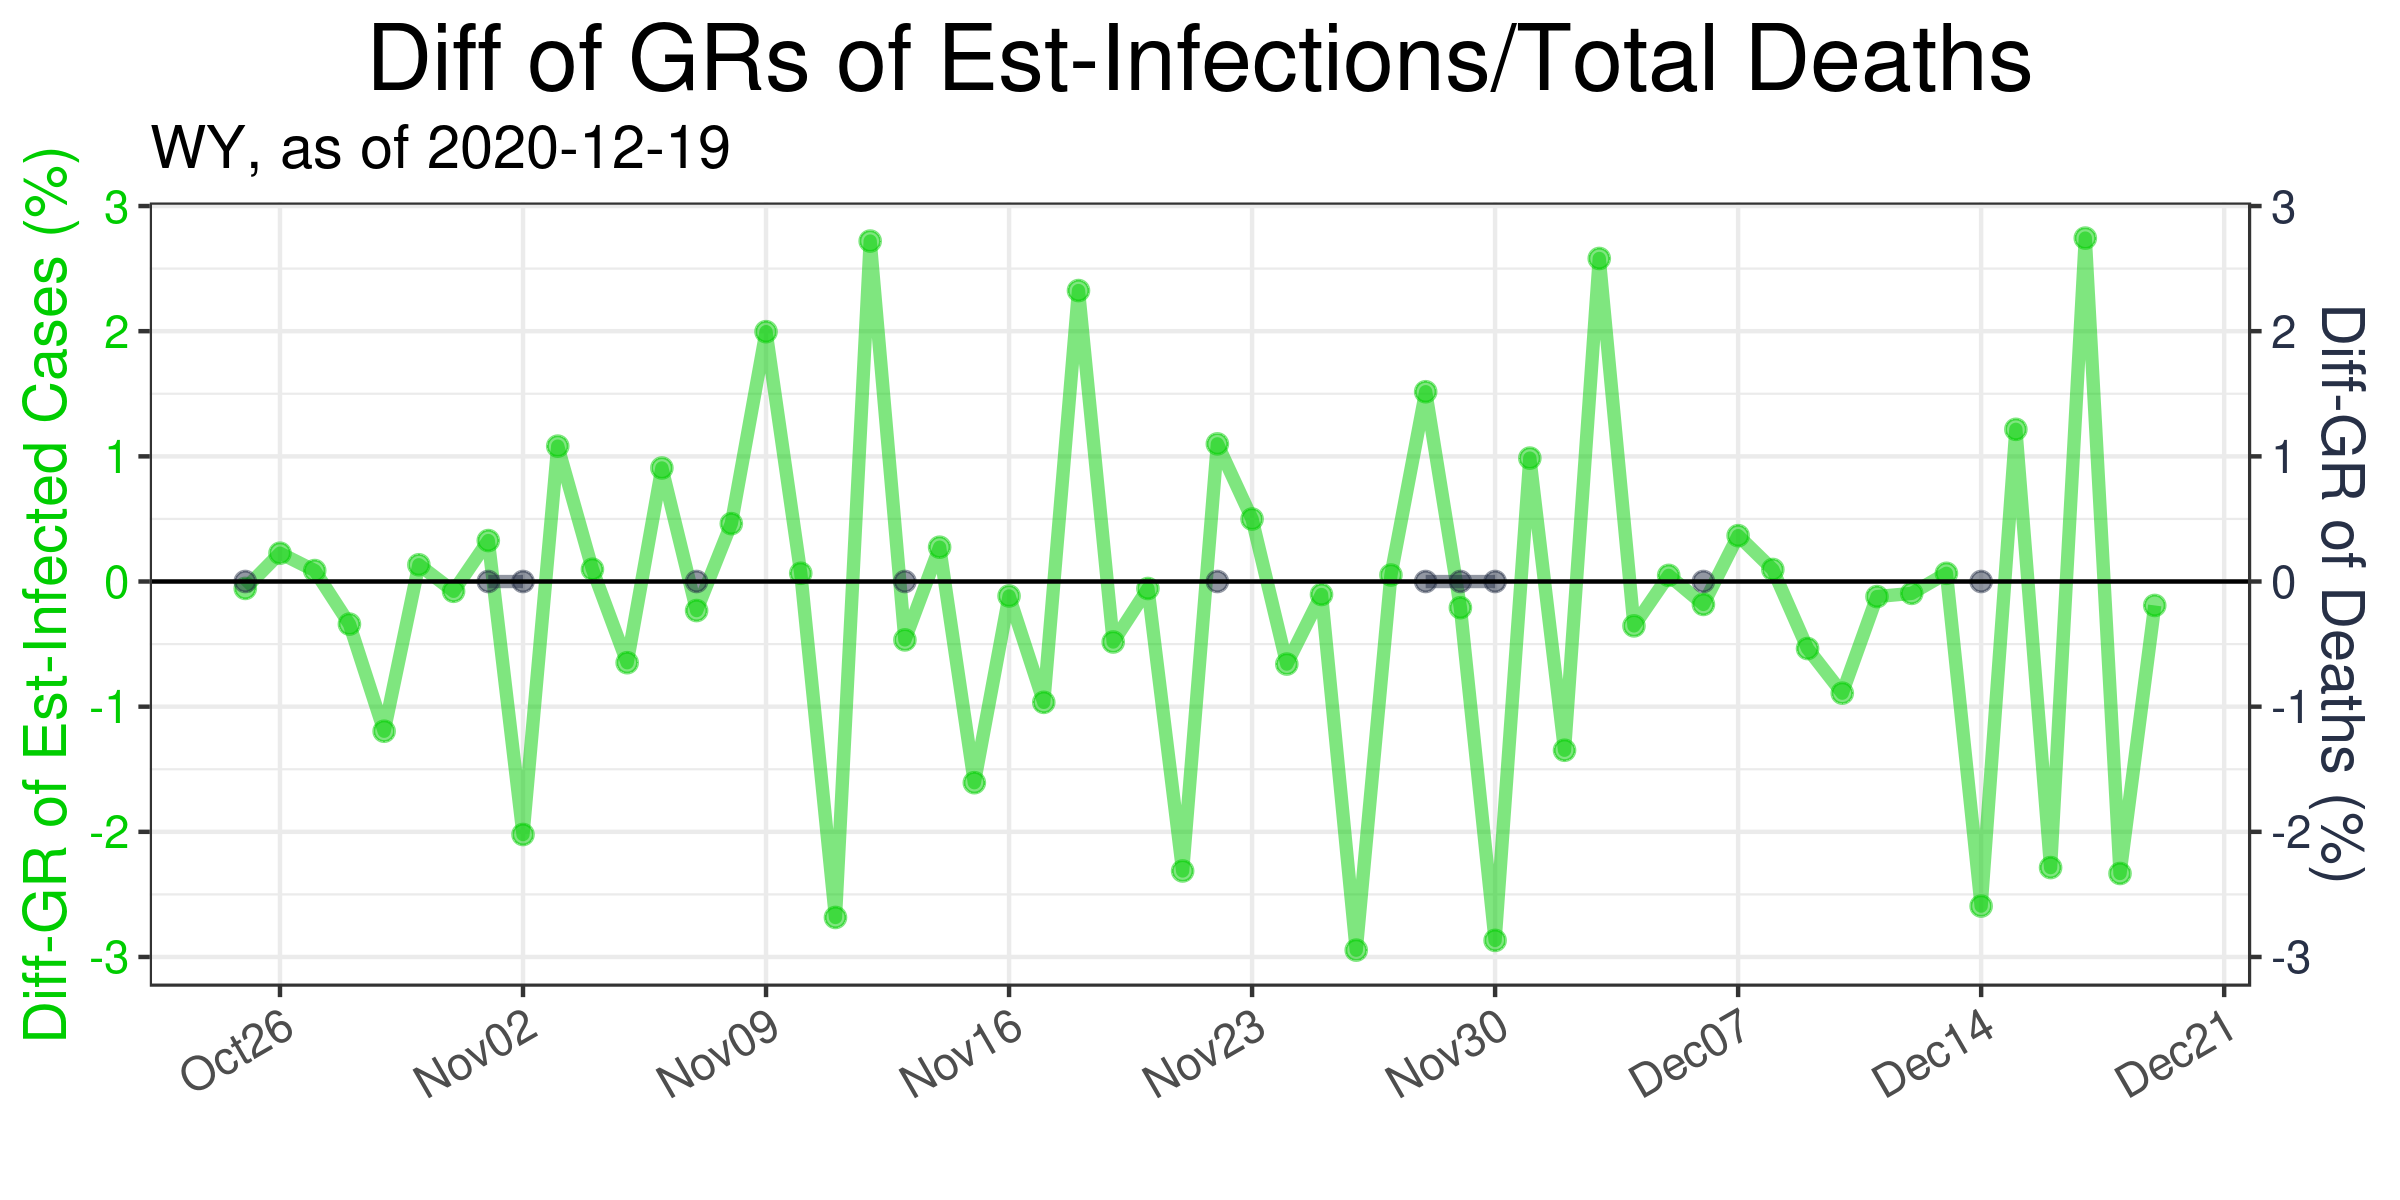 Diff of GRs of Est-Infections/Total Deaths
WY, as of 2020-12-19
Diff-GR of Est-Infected Cases (%)
3
2
1
0
-1
-2
-3
3
2
1
0
-1
-2
-3
Diff-GR of Deaths (%)
Oct26
Nov02
Nov09
Nov16
Nov23
Nov30
Dec07
Dec14
Dec21